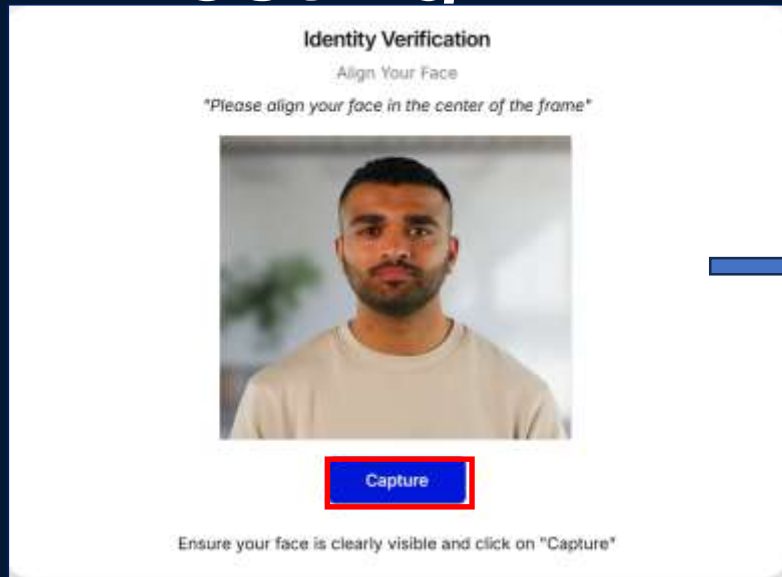 Identity Verification
Align Your Face
"Please align your face in the center of the frame"
Capture
Ensure your face is clearly visible and click on "Capture"